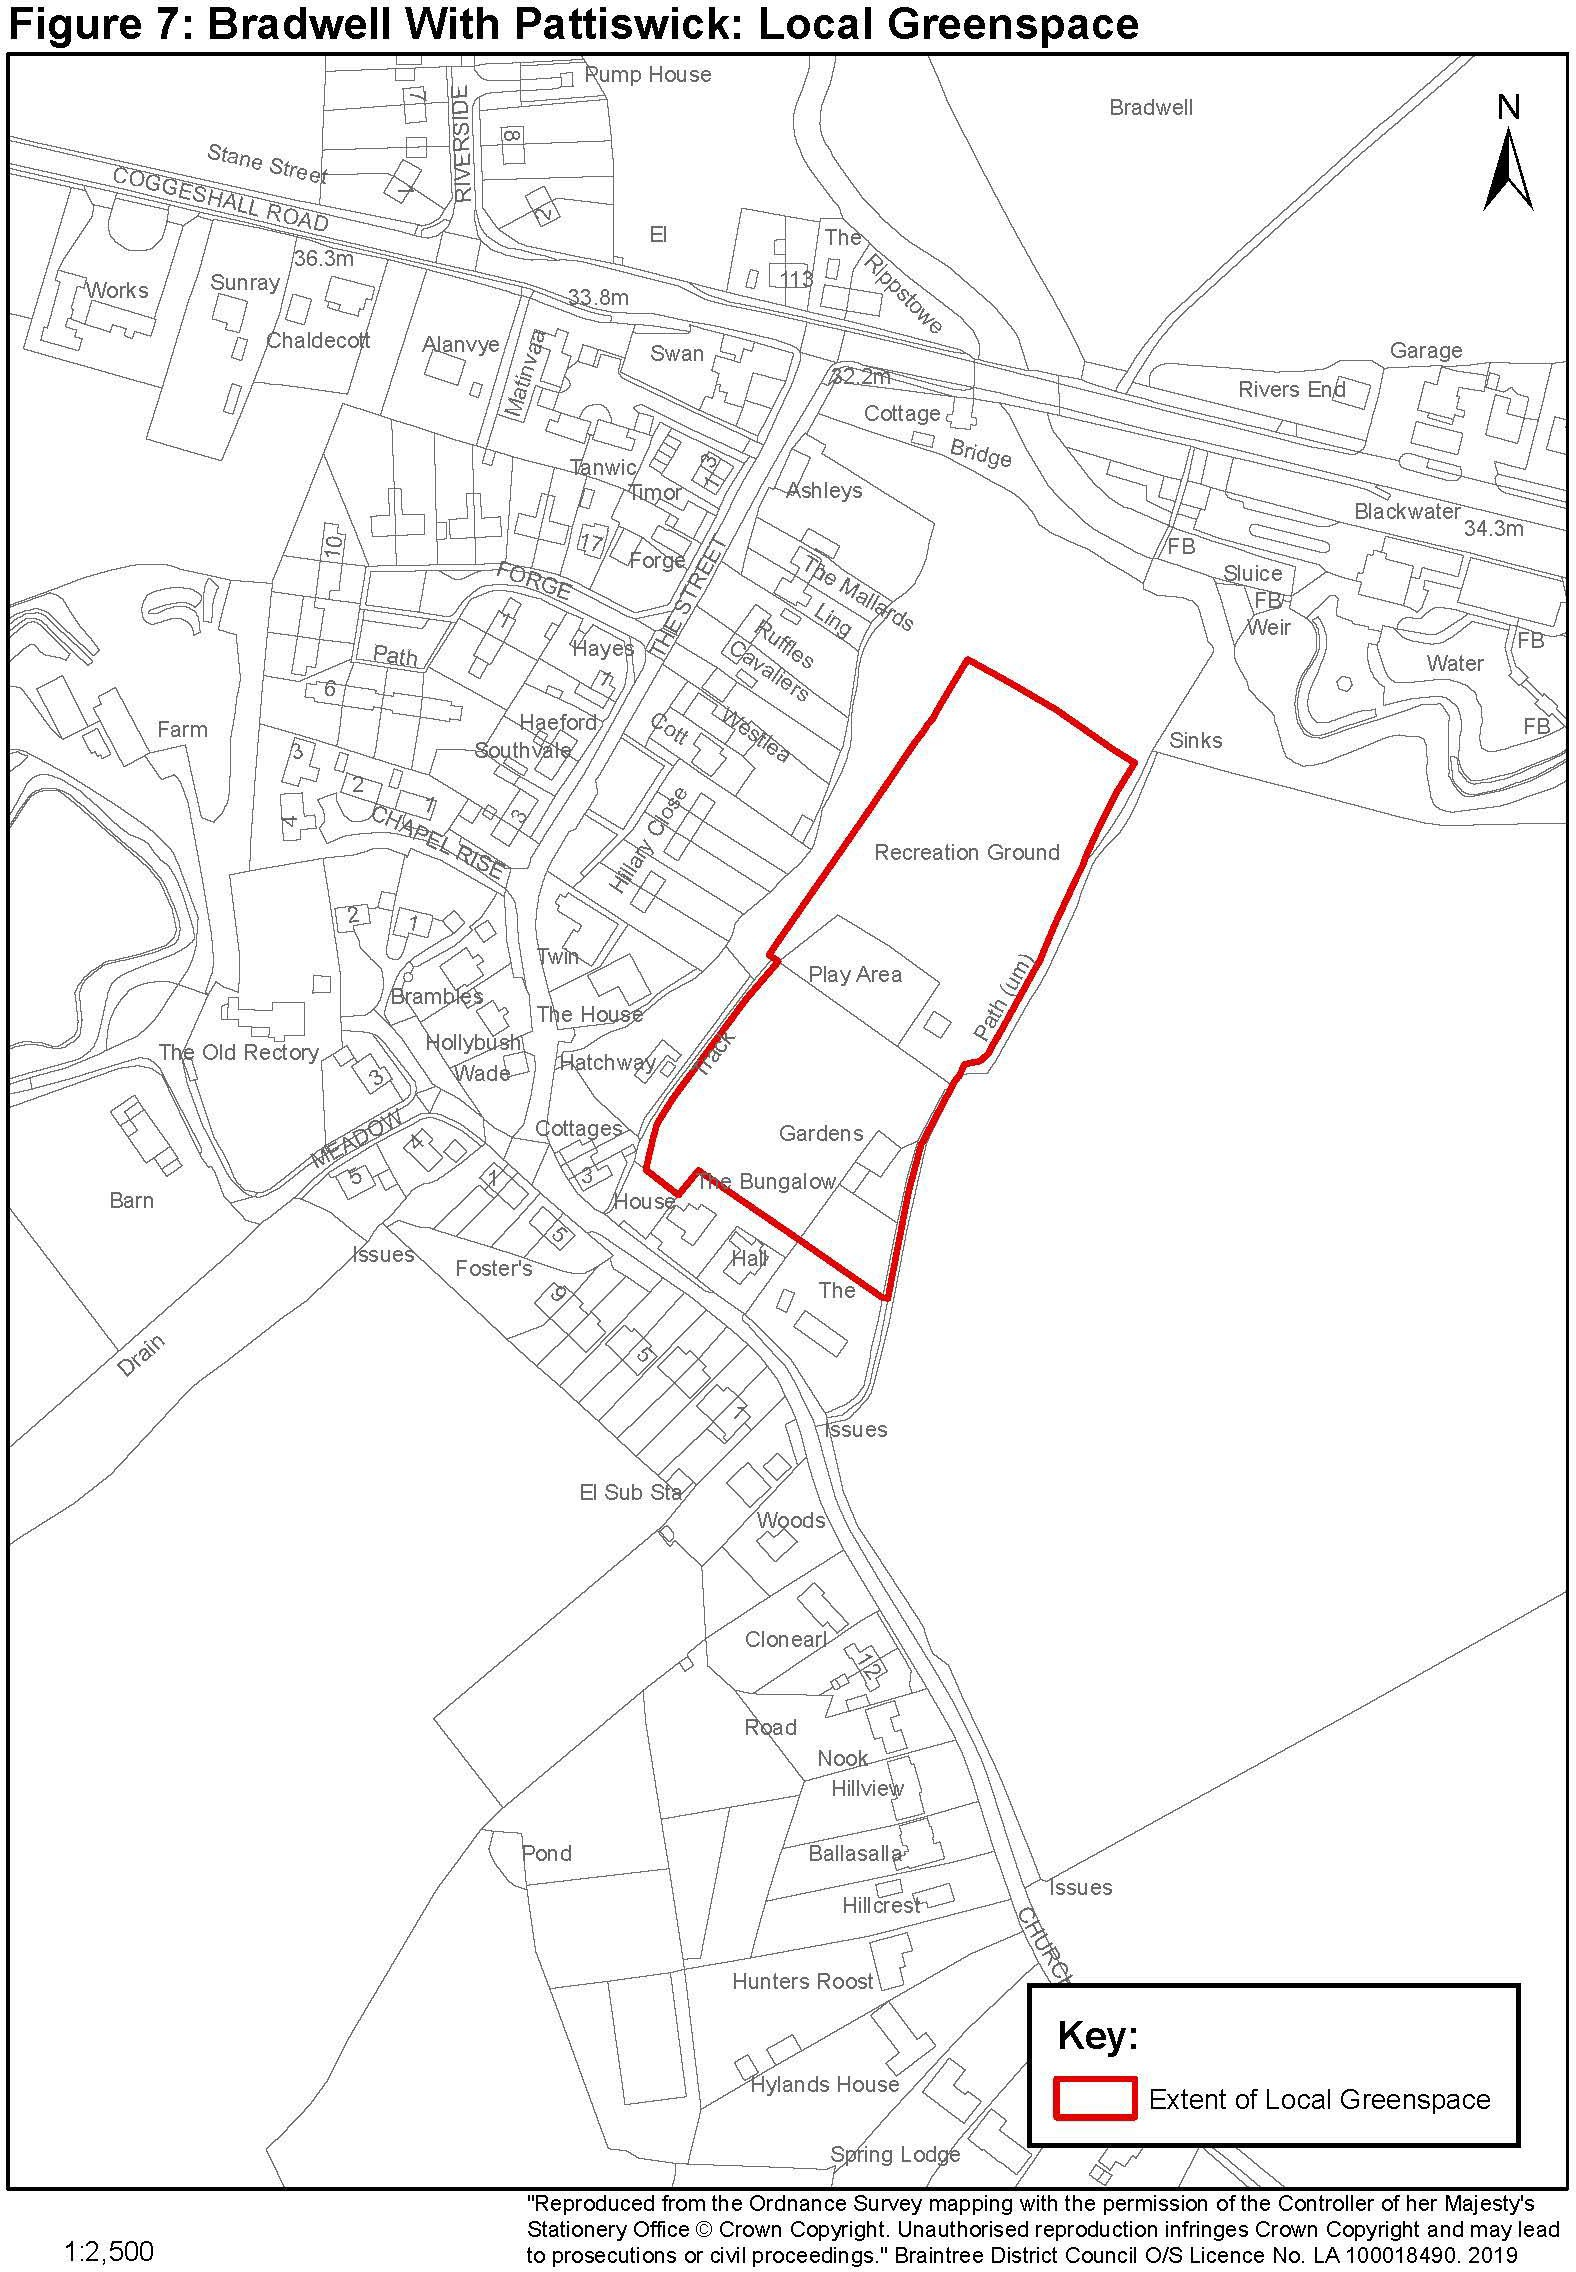 Figure 7: Bradwell With Pattiswick: Local Greenspace
Pump House
Bradwell
N
7
RIVERSIDE
8
Stane Street
COGGESHALL ROAD
1
2
El
The
Rippstowe
113
36.3m
Works
Sunray
33.8m
Chaldecott
Alanvye
Matinvaa
Swan
32.2m
Garage
Rivers End
Cottage
Bridge
Tanwic
Timor
13
1
Ashleys
Blackwater
34.3m
10
17
Forge
FB
FORGE
THE STREET
The Mallards
Ling
Sluice
FB
Weir
1
Hayes
1
Ruffles
Cavaliers
FB
Water
Path
6
Haeford
Cott
Westlea
FB
Farm
Southvale
Sinks
3
2
1
3
4
CHAPEL RISE
Hillary Close
Recreation Ground
2
1
Twin
Play Area
Path (um)
Brambles
The House
The Old Rectory
Hollybush
Hatchway
Track
3
Wade
MEADOW
Cottages
Gardens
4
5
1
3
The Bungalow
Barn
House
5
Issues
Foster's
Hall
9
The
Drain
5
1
Issues
El Sub Sta
Woods
Clonearl
12
Road
Nook
Hillview
Pond
Ballasalla
Issues
Hillcrest
CHURCH
Hunters Roost
Hylands House
Spring Lodge
Key:
Extent of Local Greenspace
1:2,500
"Reproduced from the Ordnance Survey mapping with the permission of the Controller of her Majesty's
Stationery Office © Crown Copyright. Unauthorised reproduction infringes Crown Copyright and may lead
to prosecutions or civil proceedings." Braintree District Council O/S Licence No. LA 100018490. 2019